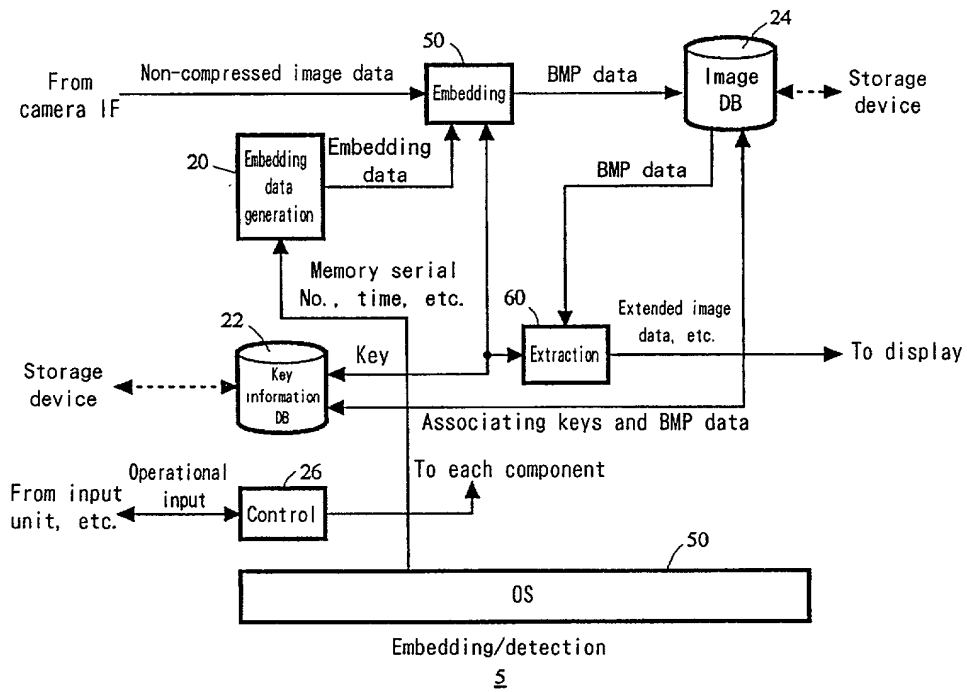 50
24
From
camera IF
Non-compressed image data
Embedding
BMP data
Image
DB
Storage
device
20
Embedding
data
generation
Embedding
data
BMP data
Memory serial
No., time, etc.
60
Extraction
Extended image
data, etc.
To display
22
Key
Storage
device
Key
information
DB
Associating keys and BMP data
From input
unit, etc.
Operational
input
26
Control
To each component
50
OS
Embedding/detection
5